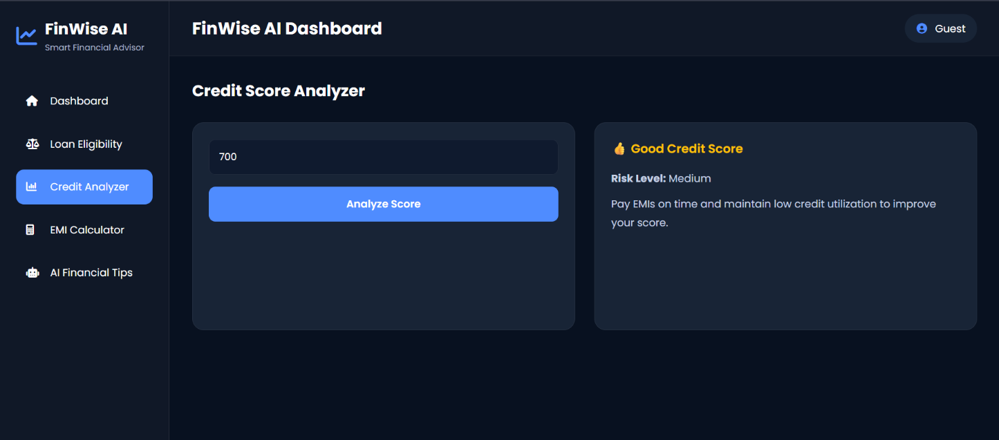 FinWise AI
Smart Financial Advisor
Dashboard
Loan Eligibility
Credit Analyzer
EMI Calculator
AI Financial Tips
FinWise AI Dashboard
Guest
Credit Score Analyzer
700
Analyze Score
👍 Good Credit Score
Risk Level: Medium
Pay EMIs on time and maintain low credit utilization to improve
your score.